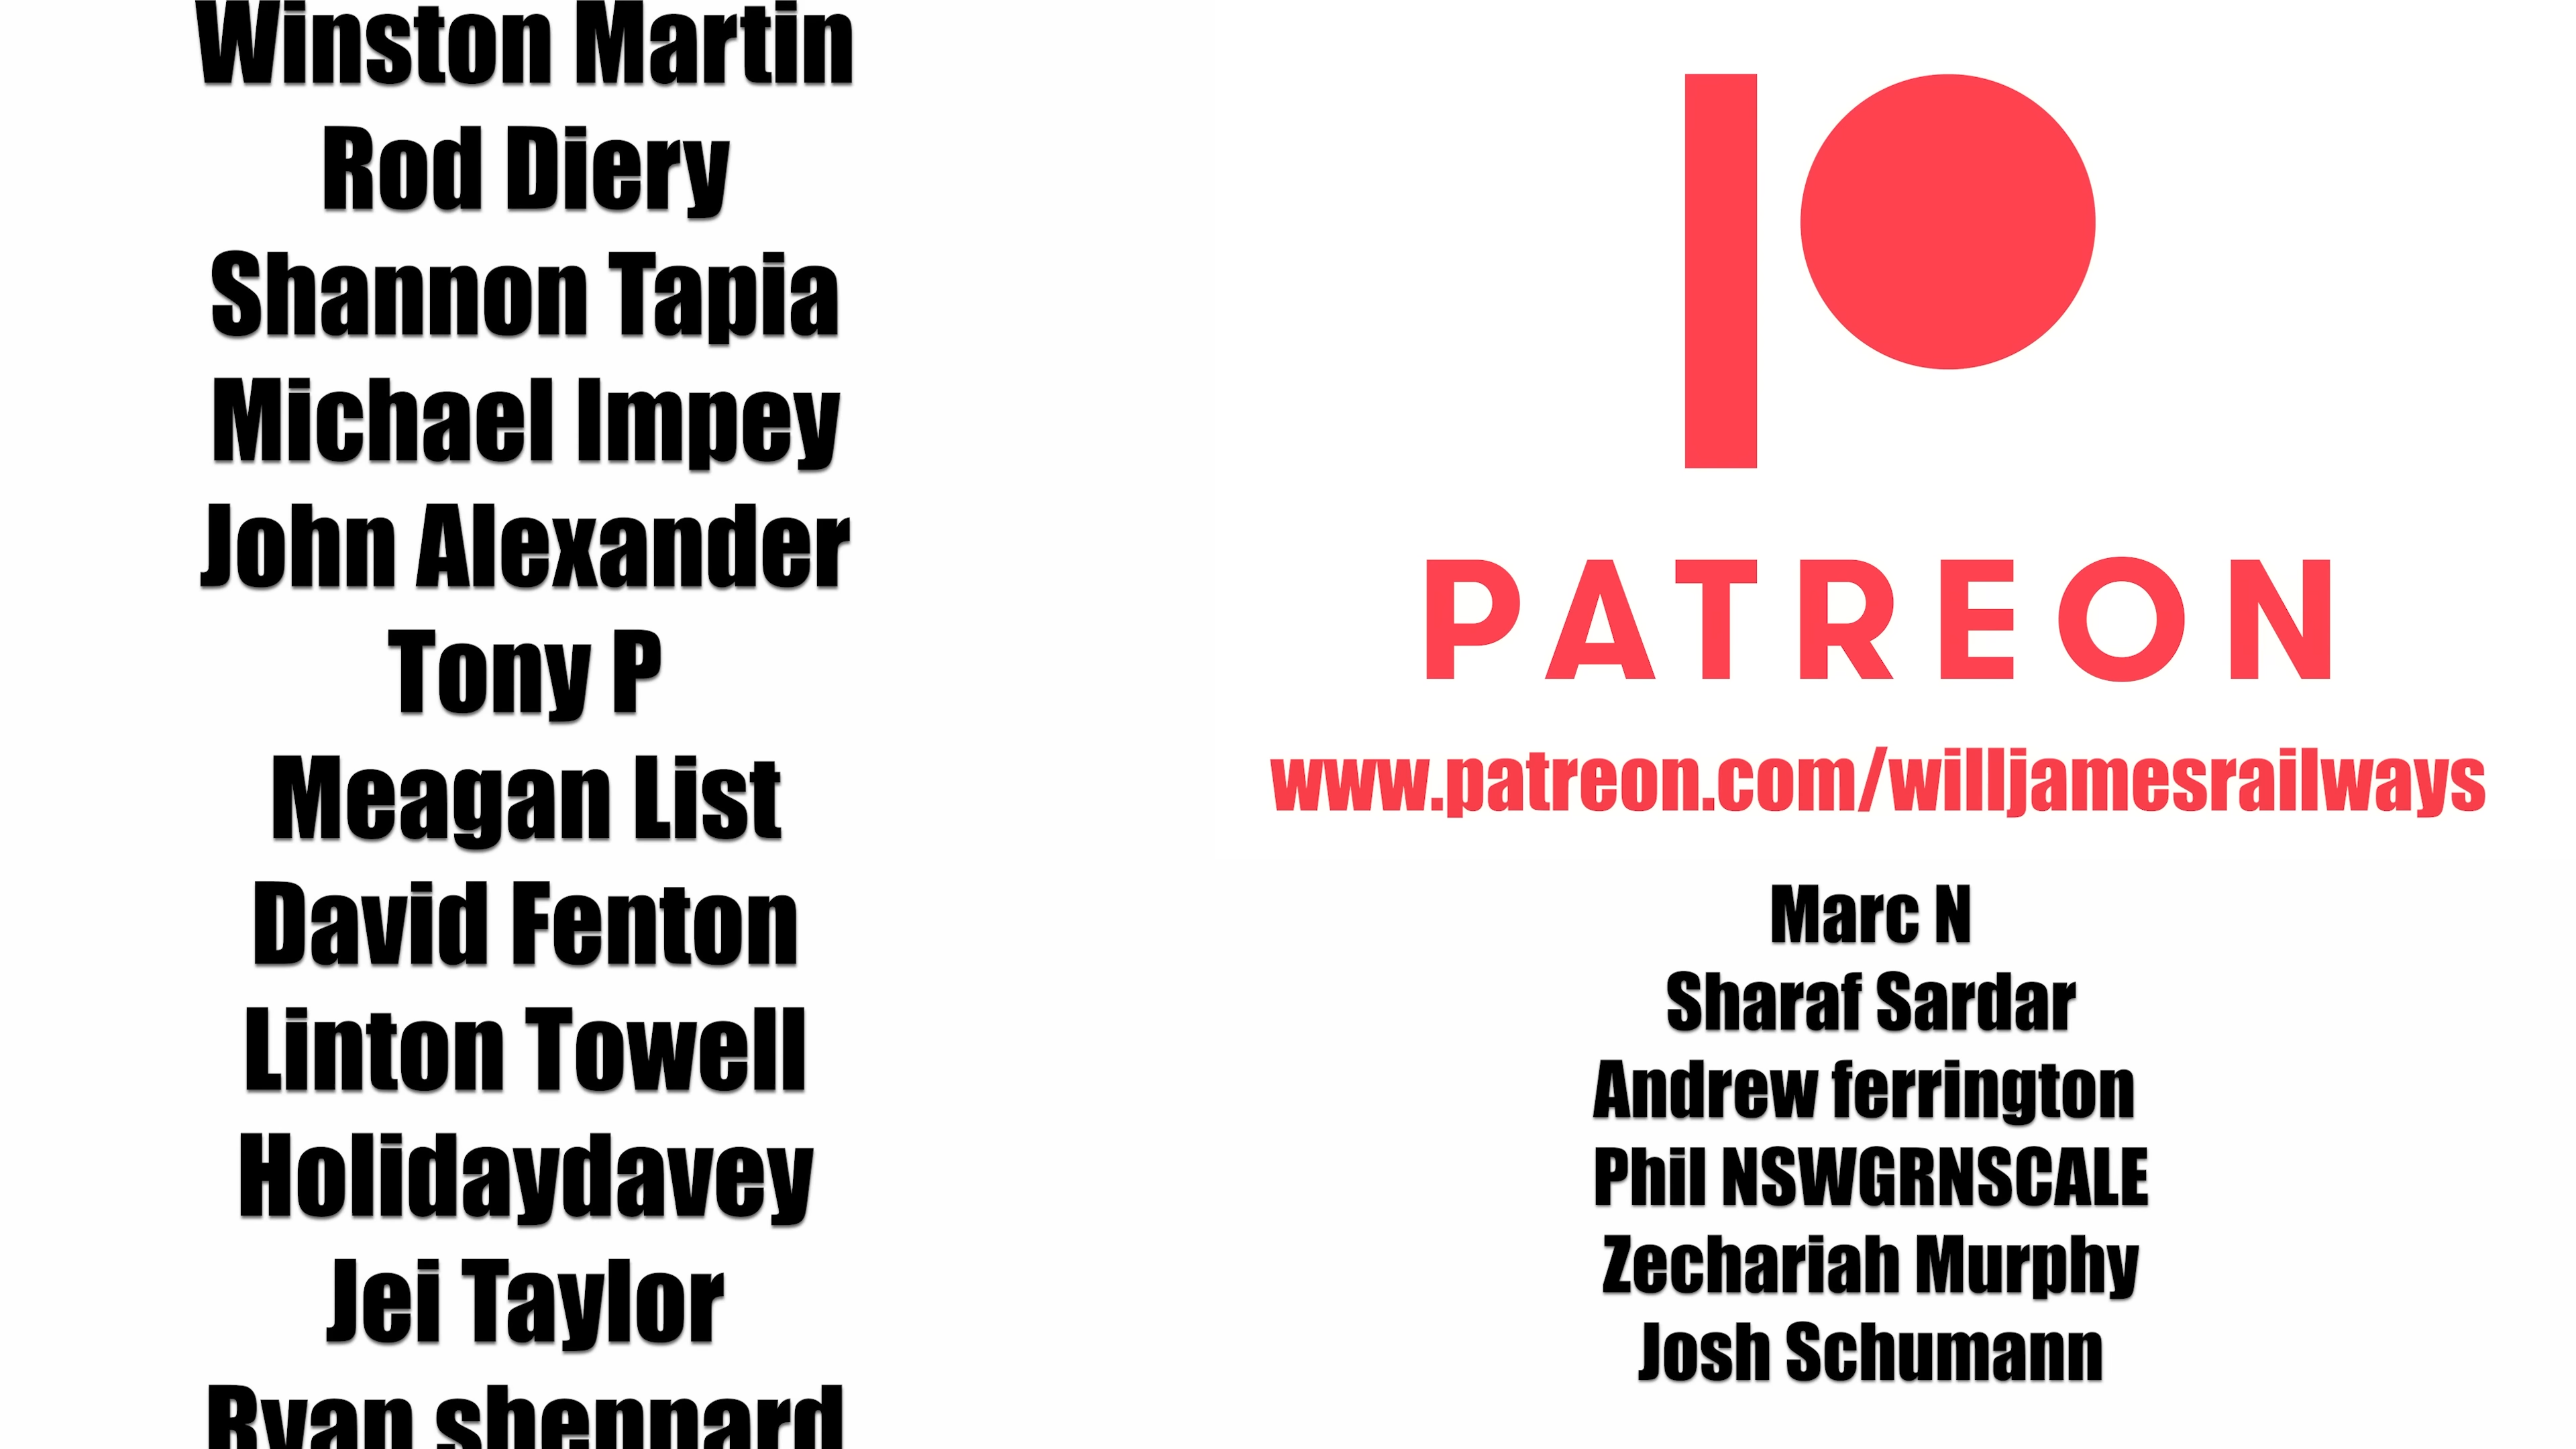 Winston Martin
Rod Diery
Shannon Tapia
Michael Impey
John Alexander
Tony P
Meagan List
David Fenton
Linton Towell
Holidaydavey
Jei Taylor
Ryan
PATREON
www.patreon.com/willjamesrailways
Marc N
Sharaf Sardar
Andrew ferrington
Phil NSWGRNSCALE
Zechariah Murphy
Josh Schumann